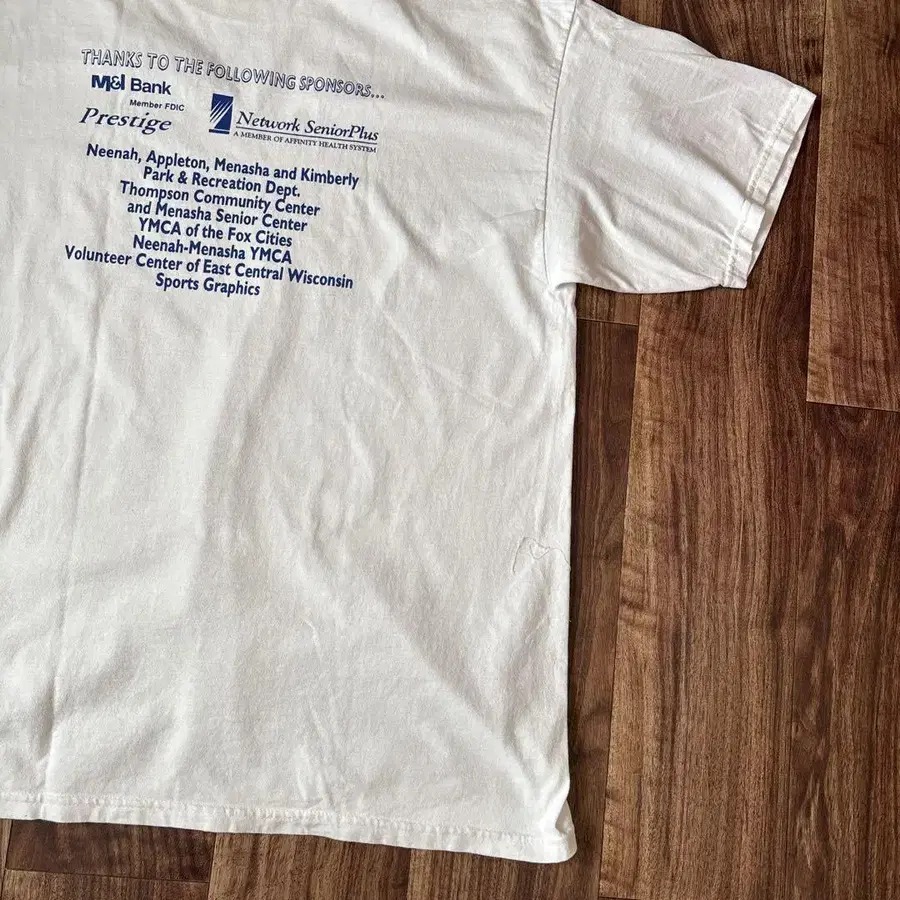 THANKS TO THE FOLLOWING SPONSORS...
M&I Bank
Member FDIC
Prestige
Network SeniorPlus
A MEMBER OF AFFINITY HEALTH SYSTEM
Neenah, Appleton, Menasha and Kimberly
Park & Recreation Dept.
Thompson Community Center
and Menasha Senior Center
YMCA of the Fox Cities
Neenah-Menasha YMCA
Volunteer Center of East Central Wisconsin
Sports Graphics